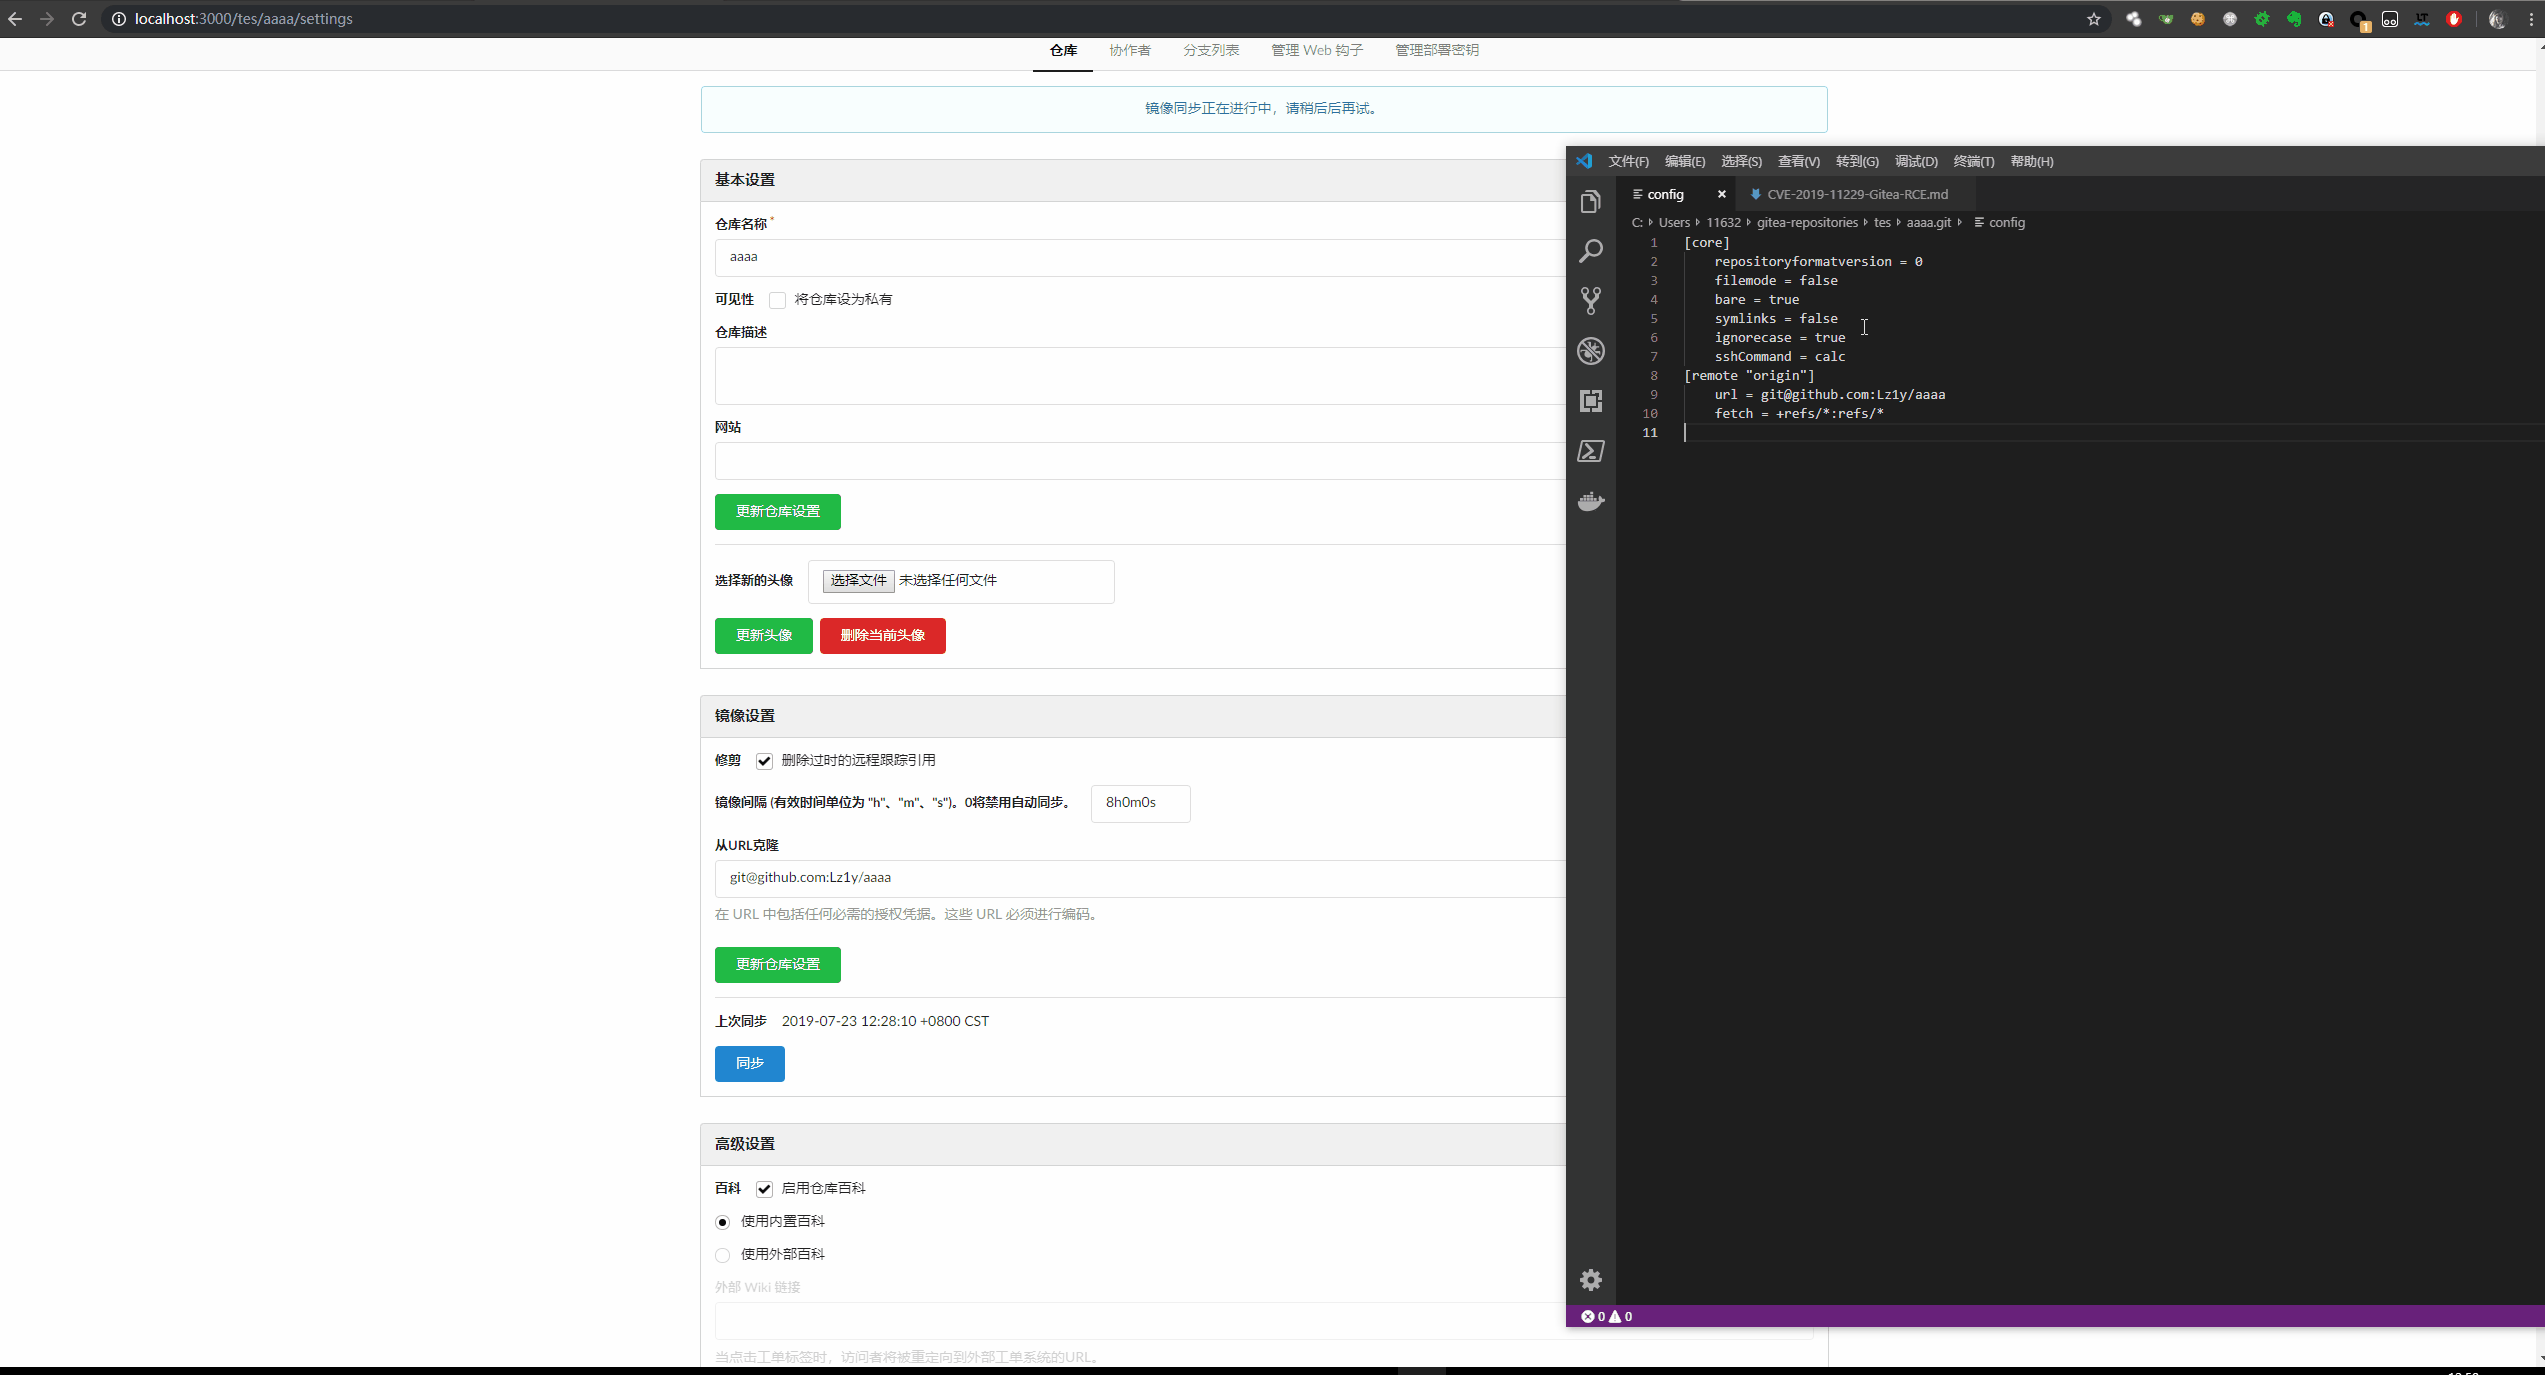 localhost:3000/tes/aaaa/settings
仓库 协作者 分支列表 管理 Web 钩子 管理部署密钥
镜像同步正在进行中，请稍后后再试。
基本设置
仓库名称*
aaaa
可见性 将仓库设为私有
仓库描述
网站
更新仓库设置
选择新的头像 选择文件 未选择任何文件
更新头像 删除当前头像
镜像设置
修剪 删除过时的远程跟踪引用
镜像间隔 (有效时间单位为 "h"、"m"、"s")。0将禁用自动同步。 8h0m0s
从URL克隆
git@github.com:Lz1y/aaaa
在 URL 中包括任何必需的授权凭据。这些 URL 必须进行编码。
更新仓库设置
上次同步 2019-07-23 12:28:10 +0800 CST
同步
高级设置
百科 启用仓库百科
使用内置百科
使用外部百科
外部 Wiki 链接
当点击工单标签时，访问者将被重定向到外部工单系统的URL。
文件(F) 编辑(E) 选择(S) 查看(V) 转到(G) 调试(D) 终端(T) 帮助(H)
config CVE-2019-11229-Gitea-RCE.md
C: Users 11632 gitea-repositories tes aaaa.git config
1 [core]
2 repositoryformatversion = 0
3 filemode = false
4 bare = true
5 symlinks = false
6 ignorecase = true
7 sshCommand = calc
8 [remote "origin"]
9 url = git@github.com:Lz1y/aaaa
10 fetch = +refs/*:refs/*
11
0 0